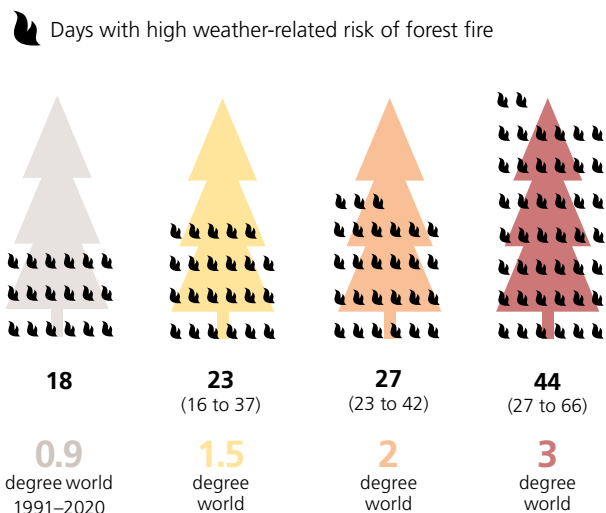 Days with high weather-related risk of forest fire
18
23
(16 to 37)
27
(23 to 42)
44
(27 to 66)
0.9
degree world
1991–2020
1.5
degree
world
2
degree
world
3
degree
world